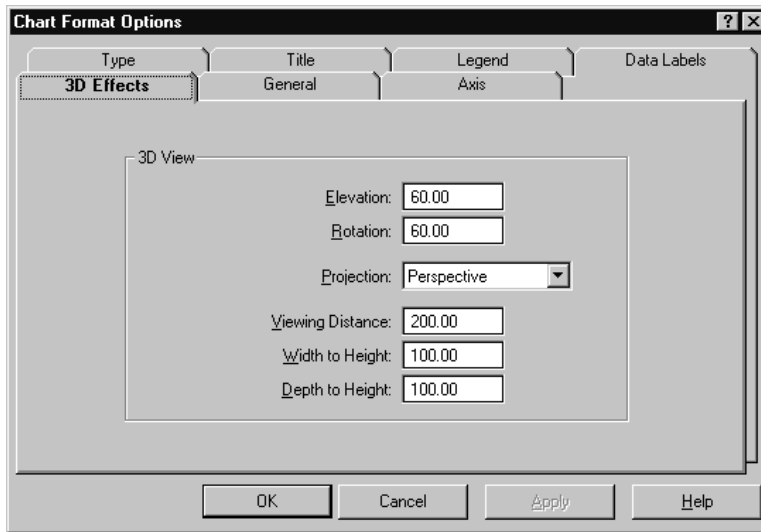 Chart Format Options
Type Title Legend Data Labels
3D Effects General Axis
3D View
Elevation: 60.00
Rotation: 60.00
Projection: Perspective
Viewing Distance: 200.00
Width to Height: 100.00
Depth to Height: 100.00
OK Cancel Apply Help